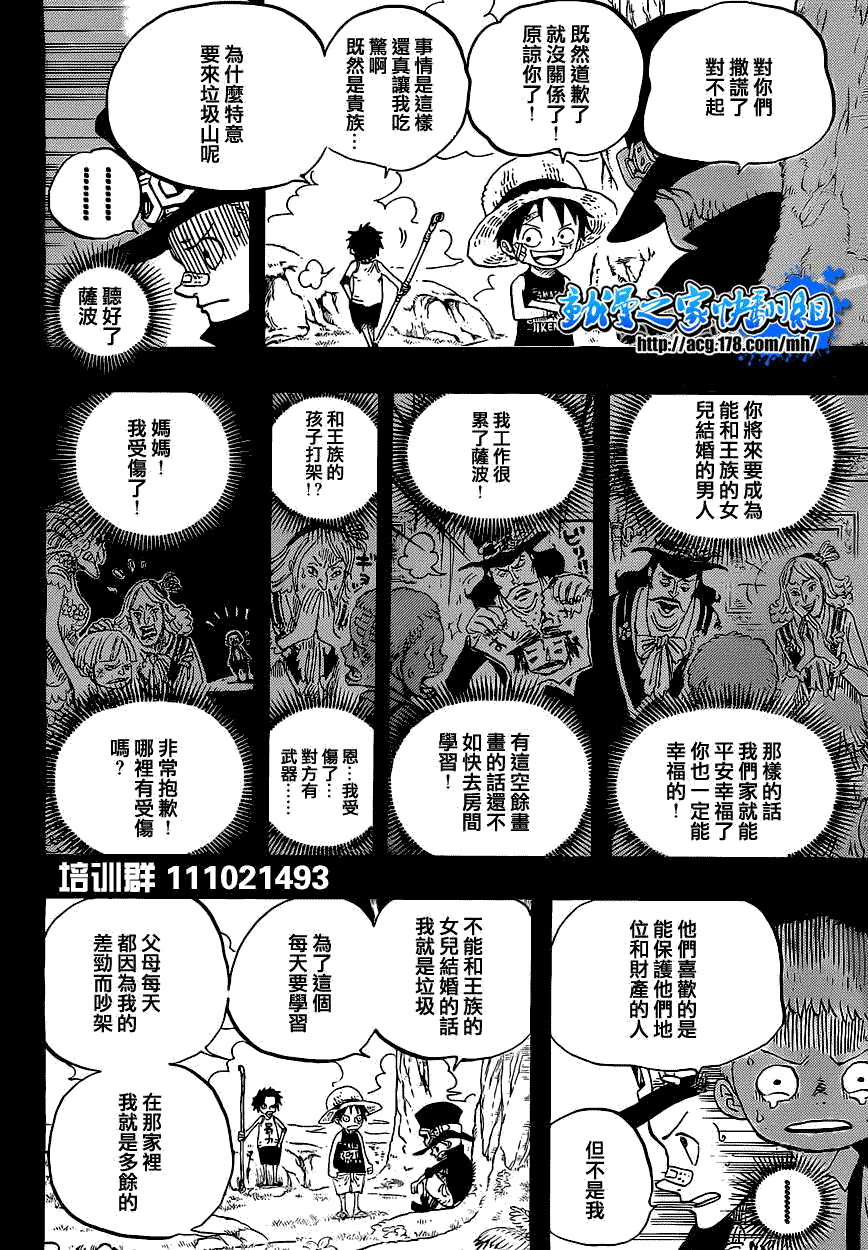 對你們
撒謊了
對不起
既然道歉了
就沒關係了！
原諒你了！
事情是這樣
還真讓我吃
驚啊
既然是貴族…
為什麼特意
要來垃圾山呢
聽好了
薩波
動漫之家快翻組
http://acg.178.com/mh/
你將來要成為
能和王族的女
兒結婚的男人
那樣的話
我們家就能
平安幸福了
你也一定能
幸福的！
我工作很
累了薩波！
ビリッ!!
有這空餘畫
畫的話還不
如快去房間
學習！
和王族的
孩子打架!?
ギョ
恩…我受
傷了…
對方有
武器……
媽媽！
我受傷了！
非常抱歉！
哪裡有受傷
嗎？
培训群 111021493
他們喜歡的是
能保護他們地
位和財產的人
但不是我
不能和王族的
女兒結婚的話
我就是垃圾
為了這個
每天要學習
父母每天
都因為我的
差勁而吵架
在那家裡
我就是多餘的